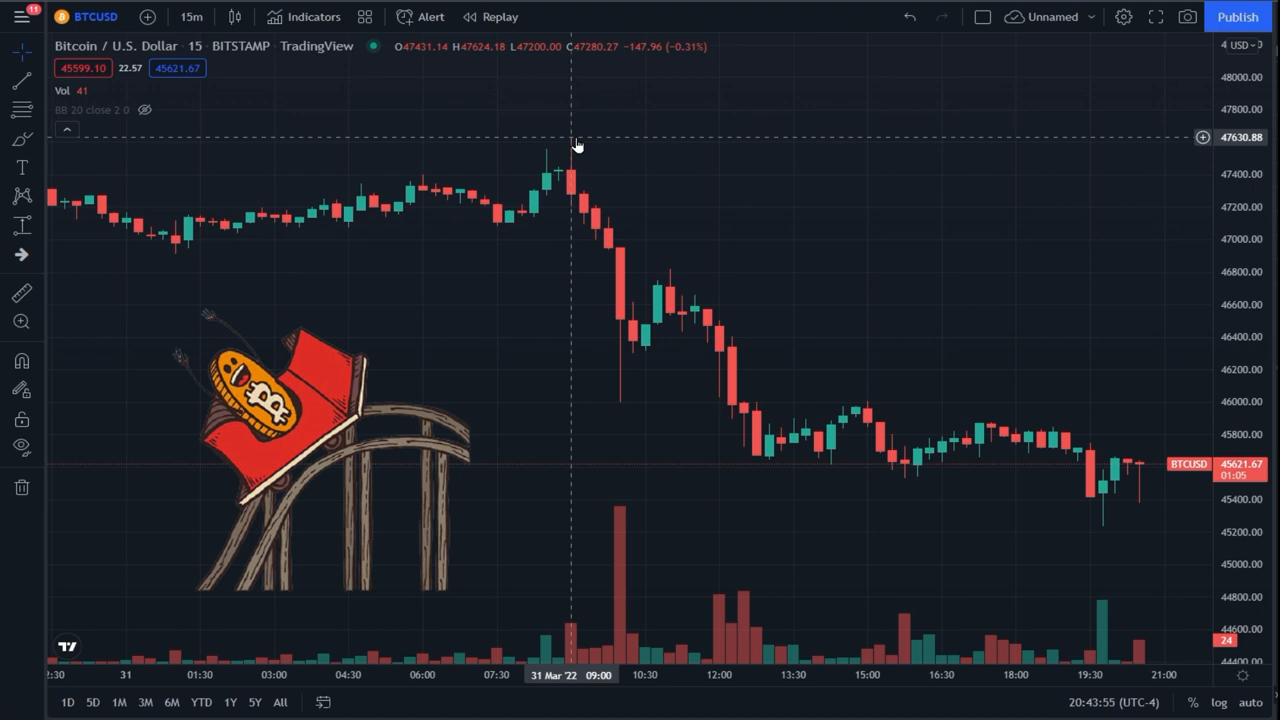 11
BTCUSD
15m
Indicators
Alert
Replay
Unnamed
Publish
Bitcoin / U.S. Dollar · 15 · BITSTAMP · TradingView
O47431.14 H47624.18 L47200.00 C47280.27 −147.96 (−0.31%)
USD
45599.10 22.57 45621.67
Vol 41
BB 20 close 2 0
48000.00
47800.00
47630.88
47400.00
47200.00
47000.00
46800.00
46600.00
46400.00
46200.00
46000.00
45800.00
BTCUSD 45621.67
01:05
45400.00
45200.00
45000.00
44800.00
44600.00
24
44400.00
2:30 31 01:30 03:00 04:30 06:00 07:30 31 Mar '22 09:00 10:30 12:00 13:30 15:00 16:30 18:00 19:30 21:00
1D 5D 1M 3M 6M YTD 1Y 5Y All
20:43:55 (UTC-4) % log auto